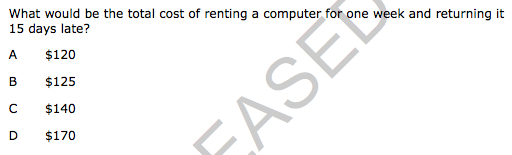 What would be the total cost of renting a computer for one week and returning it
15 days late?
A $120
B $125
C $140
D $170